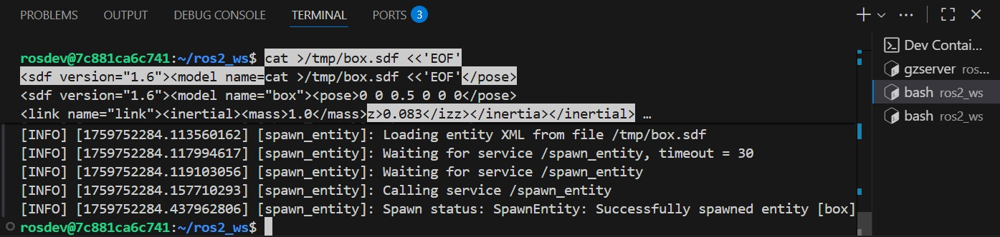 PROBLEMS OUTPUT DEBUG CONSOLE TERMINAL PORTS 3
rosdev@7c881ca6c741:~/ros2_ws$ cat >/tmp/box.sdf <<'EOF'
<sdf version="1.6"><model name=cat >/tmp/box.sdf <<'EOF'</pose>
<sdf version="1.6"><model name="box"><pose>0 0 0.5 0 0 0</pose>
<link name="link"><inertial><mass>1.0</mass>z>0.083</izz></inertia></inertial> …
[INFO] [1759752284.113560162] [spawn_entity]: Loading entity XML from file /tmp/box.sdf
[INFO] [1759752284.117994617] [spawn_entity]: Waiting for service /spawn_entity, timeout = 30
[INFO] [1759752284.119103056] [spawn_entity]: Waiting for service /spawn_entity
[INFO] [1759752284.157710293] [spawn_entity]: Calling service /spawn_entity
[INFO] [1759752284.437962806] [spawn_entity]: Spawn status: SpawnEntity: Successfully spawned entity [box]
rosdev@7c881ca6c741:~/ros2_ws$
Dev Contai...
gzserver ros...
bash ros2_ws
bash ros2_ws